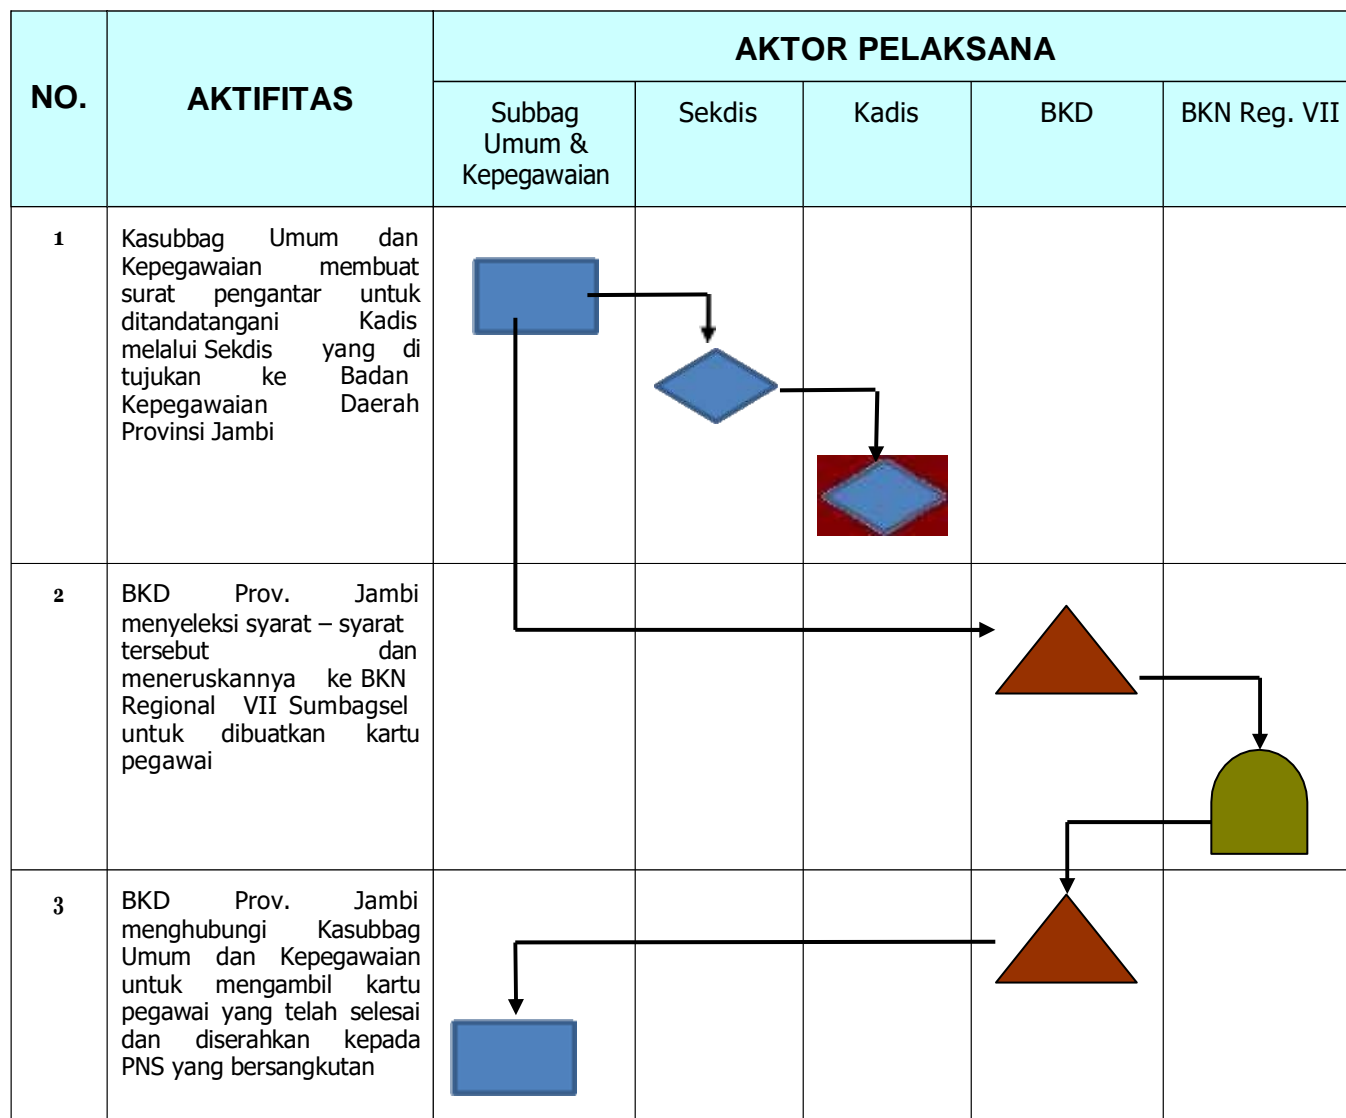 NO.
AKTIFITAS
AKTOR PELAKSANA
Subbag
Umum &
Kepegawaian
Sekdis
Kadis
BKD
BKN Reg. VII
1
Kasubbag Umum dan
Kepegawaian membuat
surat pengantar untuk
ditandatangani Kadis
melalui Sekdis yang di
tujukan ke Badan
Kepegawaian Daerah
Provinsi Jambi
2
BKD Prov. Jambi
menyeleksi syarat – syarat
tersebut dan
meneruskannya ke BKN
Regional VII Sumbagsel
untuk dibuatkan kartu
pegawai
3
BKD Prov. Jambi
menghubungi Kasubbag
Umum dan Kepegawaian
untuk mengambil kartu
pegawai yang telah selesai
dan diserahkan kepada
PNS yang bersangkutan